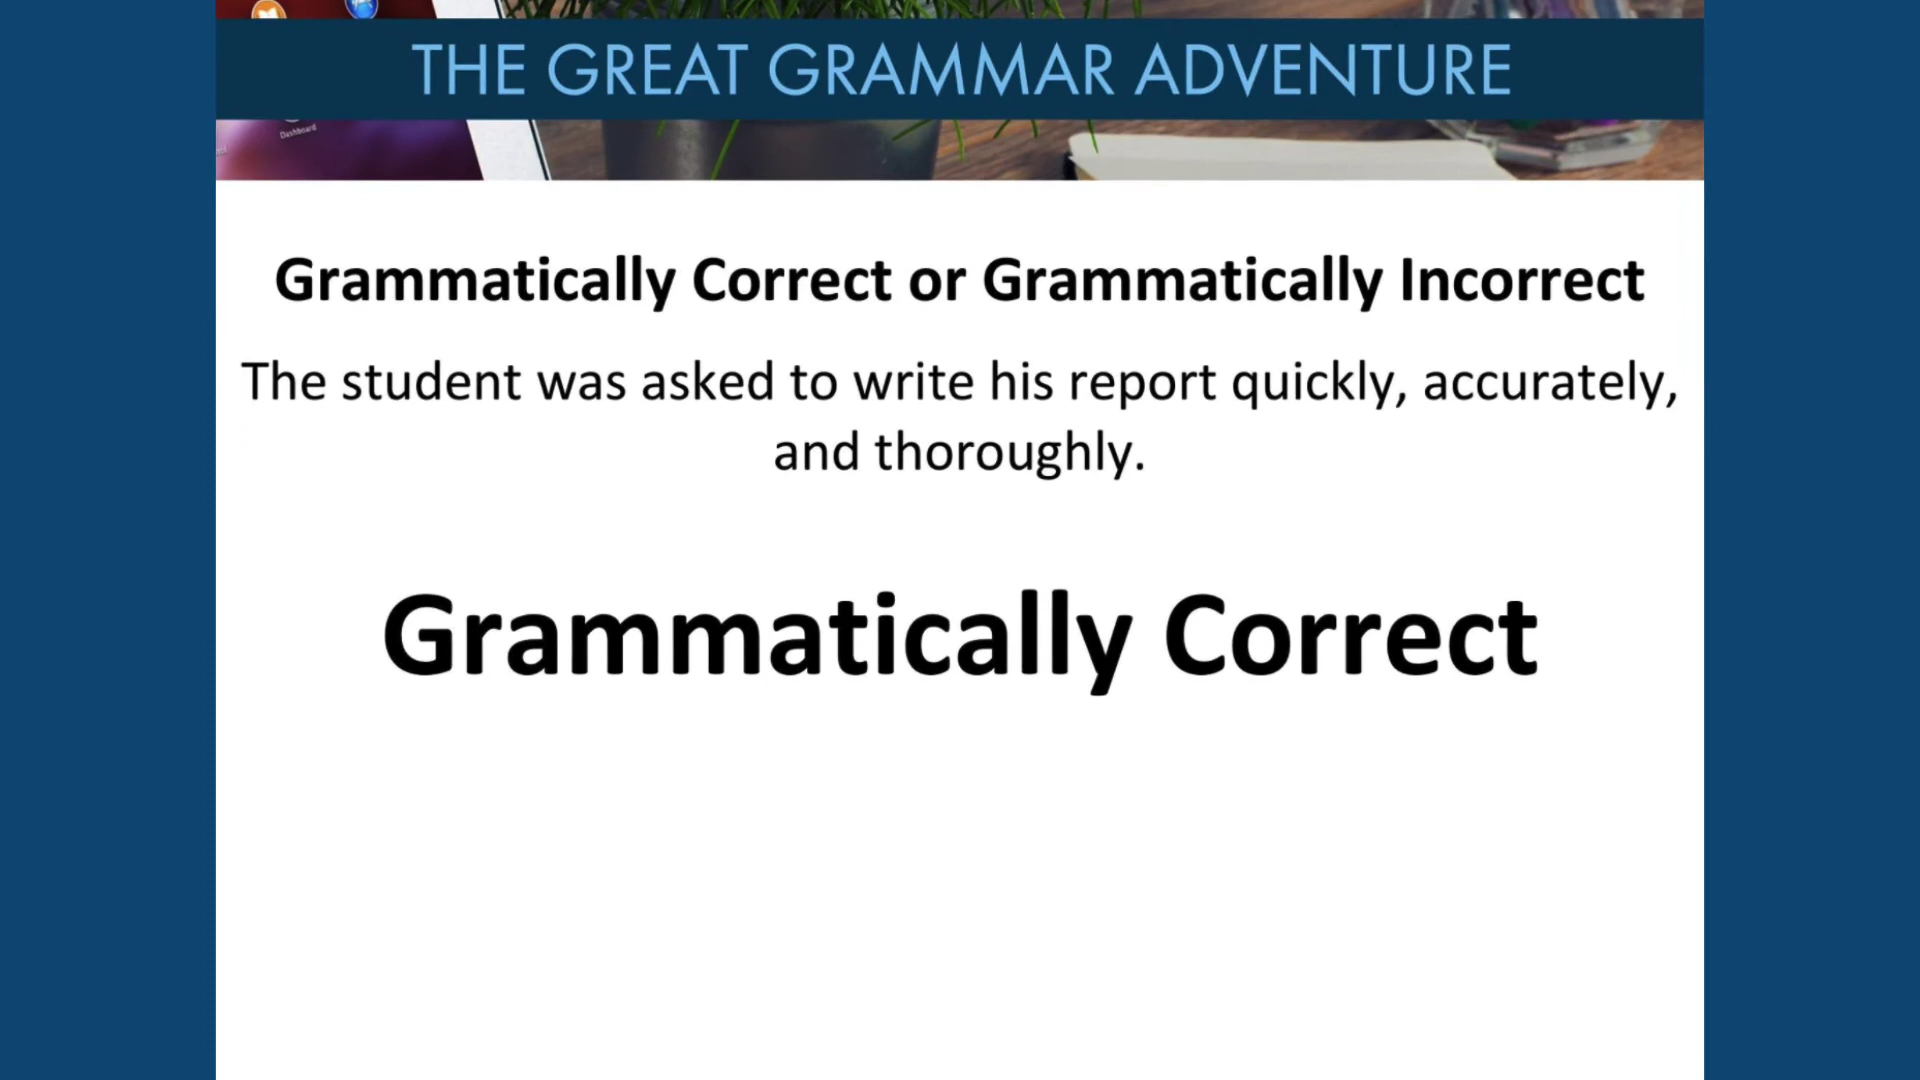 THE GREAT GRAMMAR ADVENTURE
Dashboard
Grammatically Correct or Grammatically Incorrect
The student was asked to write his report quickly, accurately,
and thoroughly.
Grammatically Correct